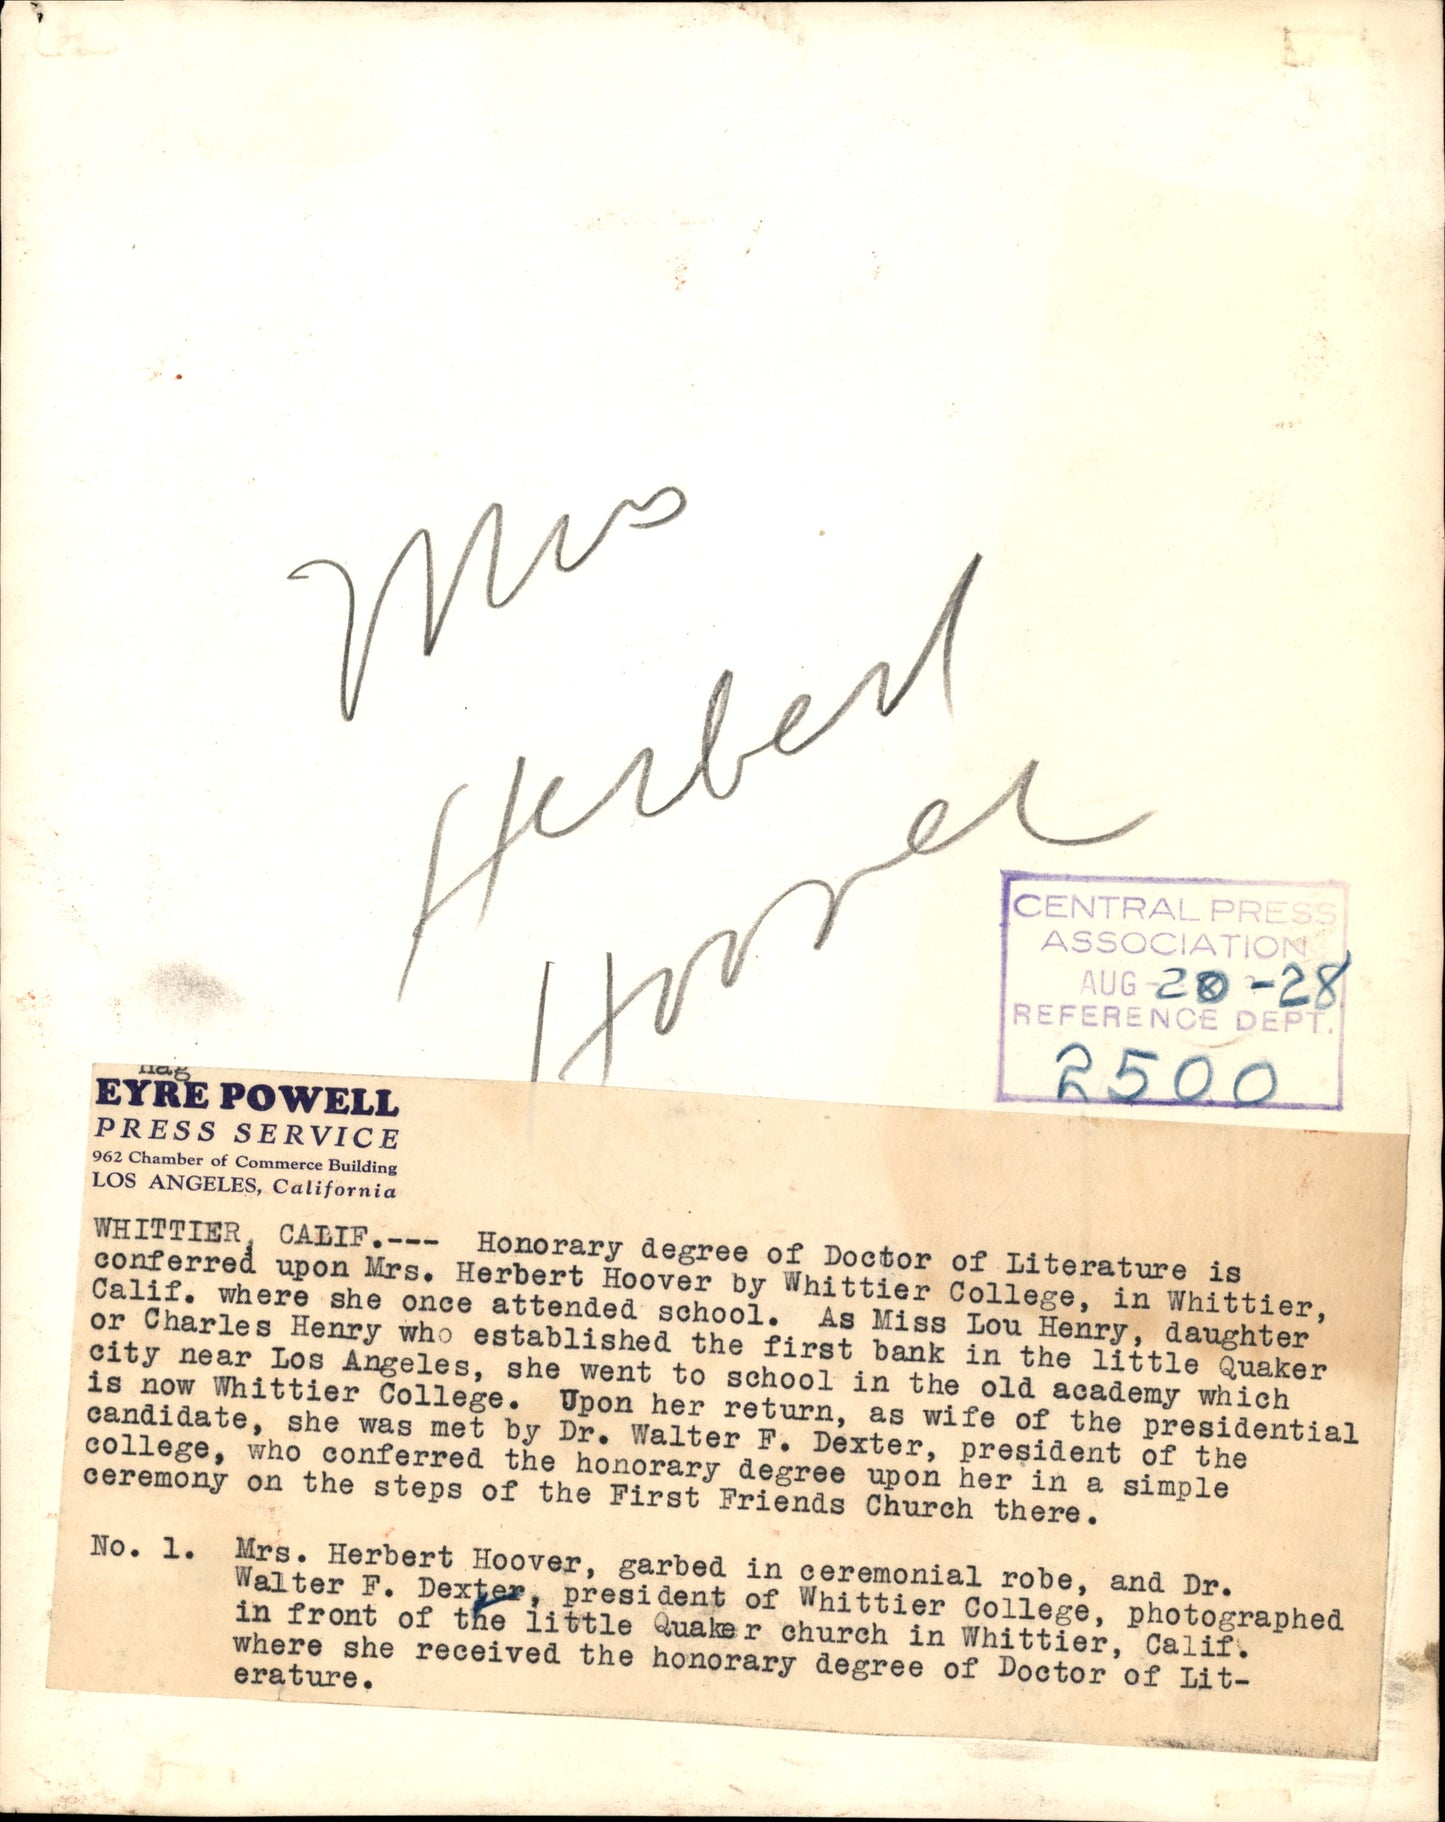 Mrs
Herbert
Hoover
CENTRAL PRESS
ASSOCIATION
AUG-20-28
REFERENCE DEPT.
2500
EYRE POWELL
PRESS SERVICE
962 Chamber of Commerce Building
LOS ANGELES, California
WHITTIER, CALIF.--- Honorary degree of Doctor of Literature is
conferred upon Mrs. Herbert Hoover by Whittier College, in Whittier,
Calif. where she once attended school. As Miss Lou Henry, daughter
or Charles Henry who established the first bank in the little Quaker
city near Los Angeles, she went to school in the old academy which
is now Whittier College. Upon her return, as wife of the presidential
candidate, she was met by Dr. Walter F. Dexter, president of the
college, who conferred the honorary degree upon her in a simple
ceremony on the steps of the First Friends Church there.
No. 1. Mrs. Herbert Hoover, garbed in ceremonial robe, and Dr.
Walter F. Dexter, president of Whittier College, photographed
in front of the little Quaker church in Whittier, Calif.
where she received the honorary degree of Doctor of Lit-
erature.